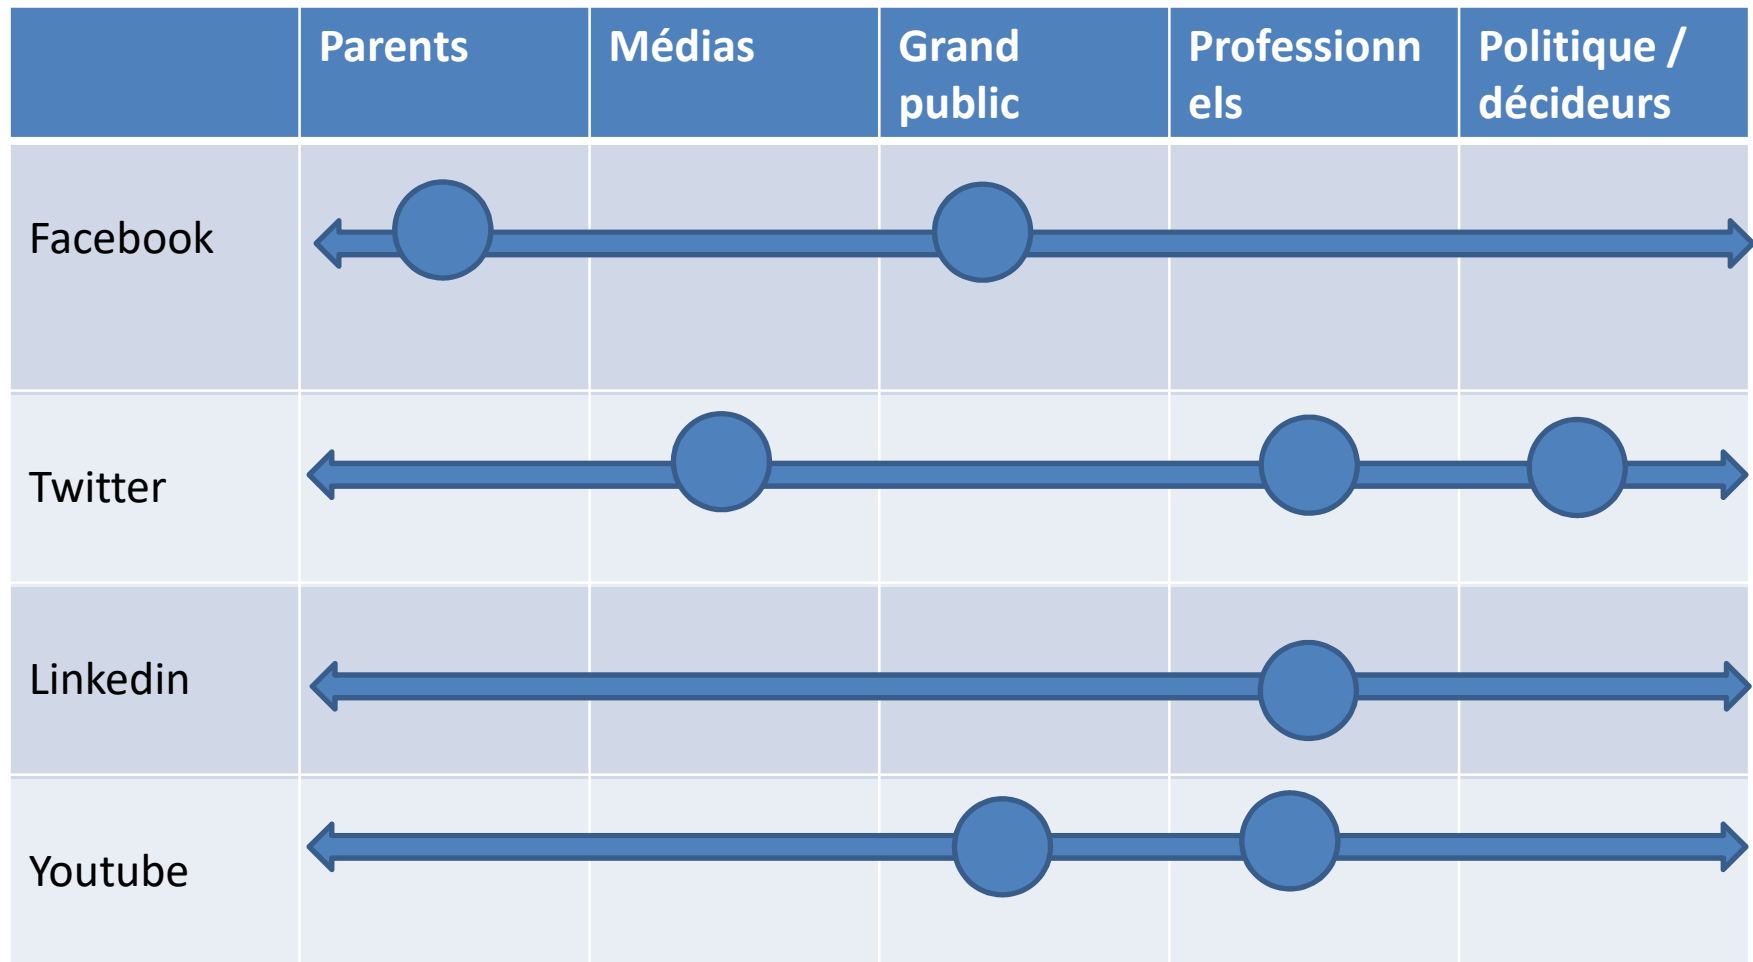 Parents
Médias
Grand
public
Professionn
els
Politique /
décideurs
Facebook
Twitter
Linkedin
Youtube